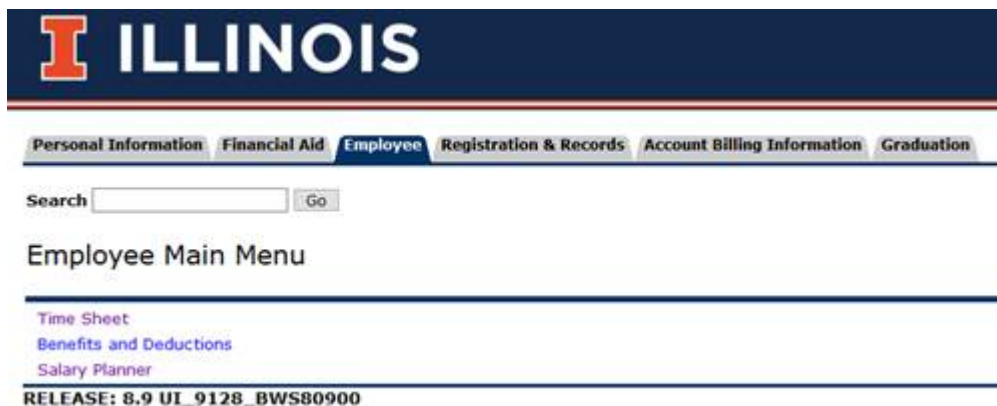 I ILLINOIS
Personal Information Financial Aid Employee Registration & Records Account Billing Information Graduation
Search Go
Employee Main Menu
Time Sheet
Benefits and Deductions
Salary Planner
RELEASE: 8.9 UI_9128_BWS80900